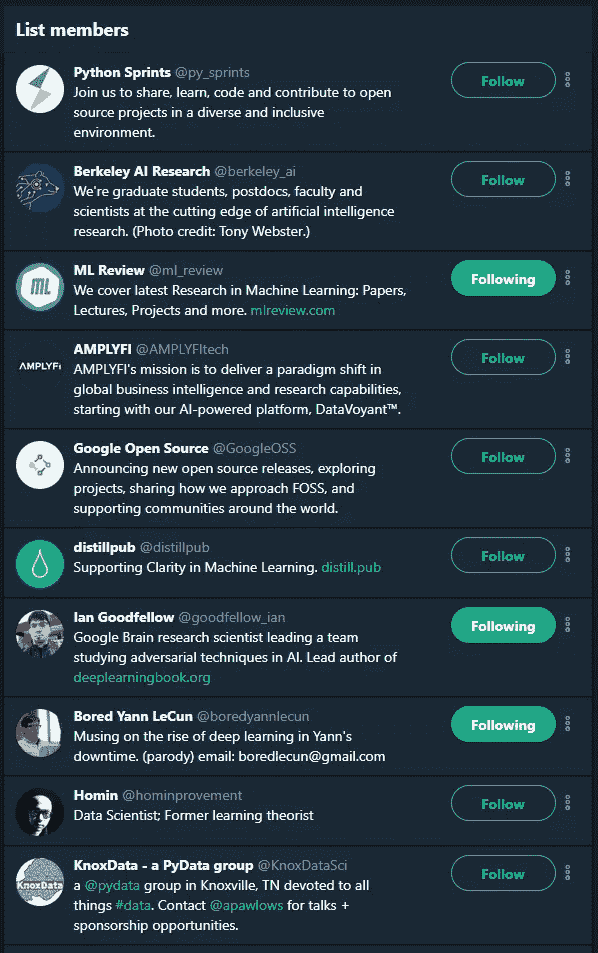 List members
Python Sprints @py_sprints
Follow
Join us to share, learn, code and contribute to open
source projects in a diverse and inclusive
environment.
Berkeley AI Research @berkeley_ai
Follow
We're graduate students, postdocs, faculty and
scientists at the cutting edge of artificial intelligence
research. (Photo credit: Tony Webster.)
ML
ML Review @ml_review
Following
We cover latest Research in Machine Learning: Papers,
Lectures, Projects and more. mlreview.com
AMPLYFI
AMPLYFI @AMPLYFItech
Follow
AMPLYFI's mission is to deliver a paradigm shift in
global business intelligence and research capabilities,
starting with our AI-powered platform, DataVoyant™.
Google Open Source @GoogleOSS
Follow
Announcing new open source releases, exploring
projects, sharing how we approach FOSS, and
supporting communities around the world.
distillpub @distillpub
Follow
Supporting Clarity in Machine Learning. distill.pub
Ian Goodfellow @goodfellow_ian
Following
Google Brain research scientist leading a team
studying adversarial techniques in AI. Lead author of
deeplearningbook.org
Bored Yann LeCun @boredyannlecun
Following
Musing on the rise of deep learning in Yann's
downtime. (parody) email: boredlecun@gmail.com
Homin @hominprovement
Follow
Data Scientist; Former learning theorist
KnoxData
KnoxData - a PyData group @KnoxDataSci
Follow
a @pydata group in Knoxville, TN devoted to all
things #data. Contact @apawlows for talks +
sponsorship opportunities.